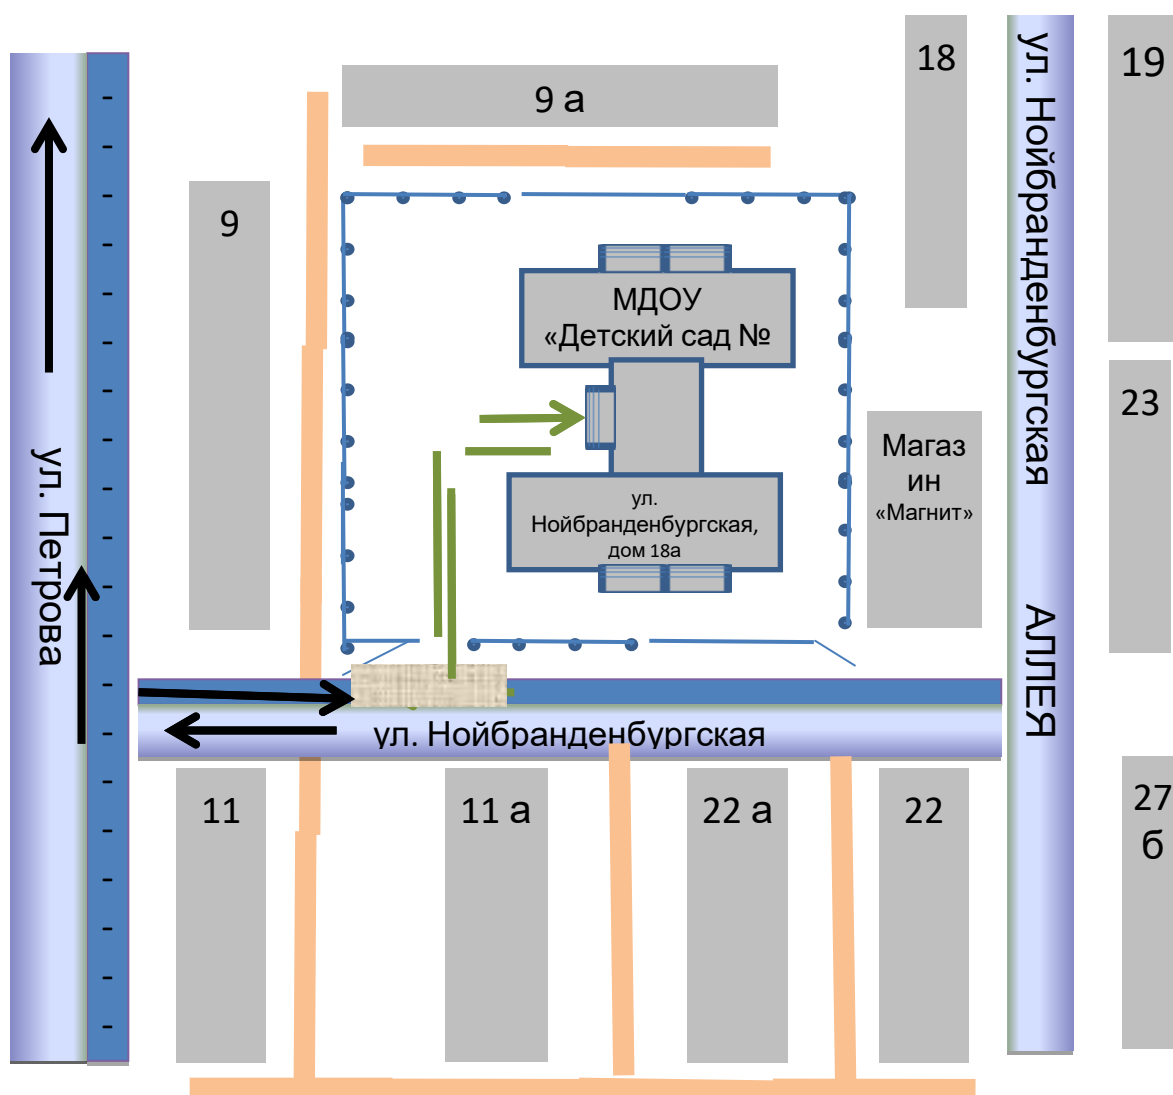 18
19
9 а
9
МДОУ
«Детский сад №
ул. Нойбранденбургская АЛЛЕЯ
23
Магаз
ин
«Магнит»
ул.
Нойбранденбургская,
дом 18а
ул. Петрова
ул. Нойбранденбургская
11
11 а
22 а
22
27
б